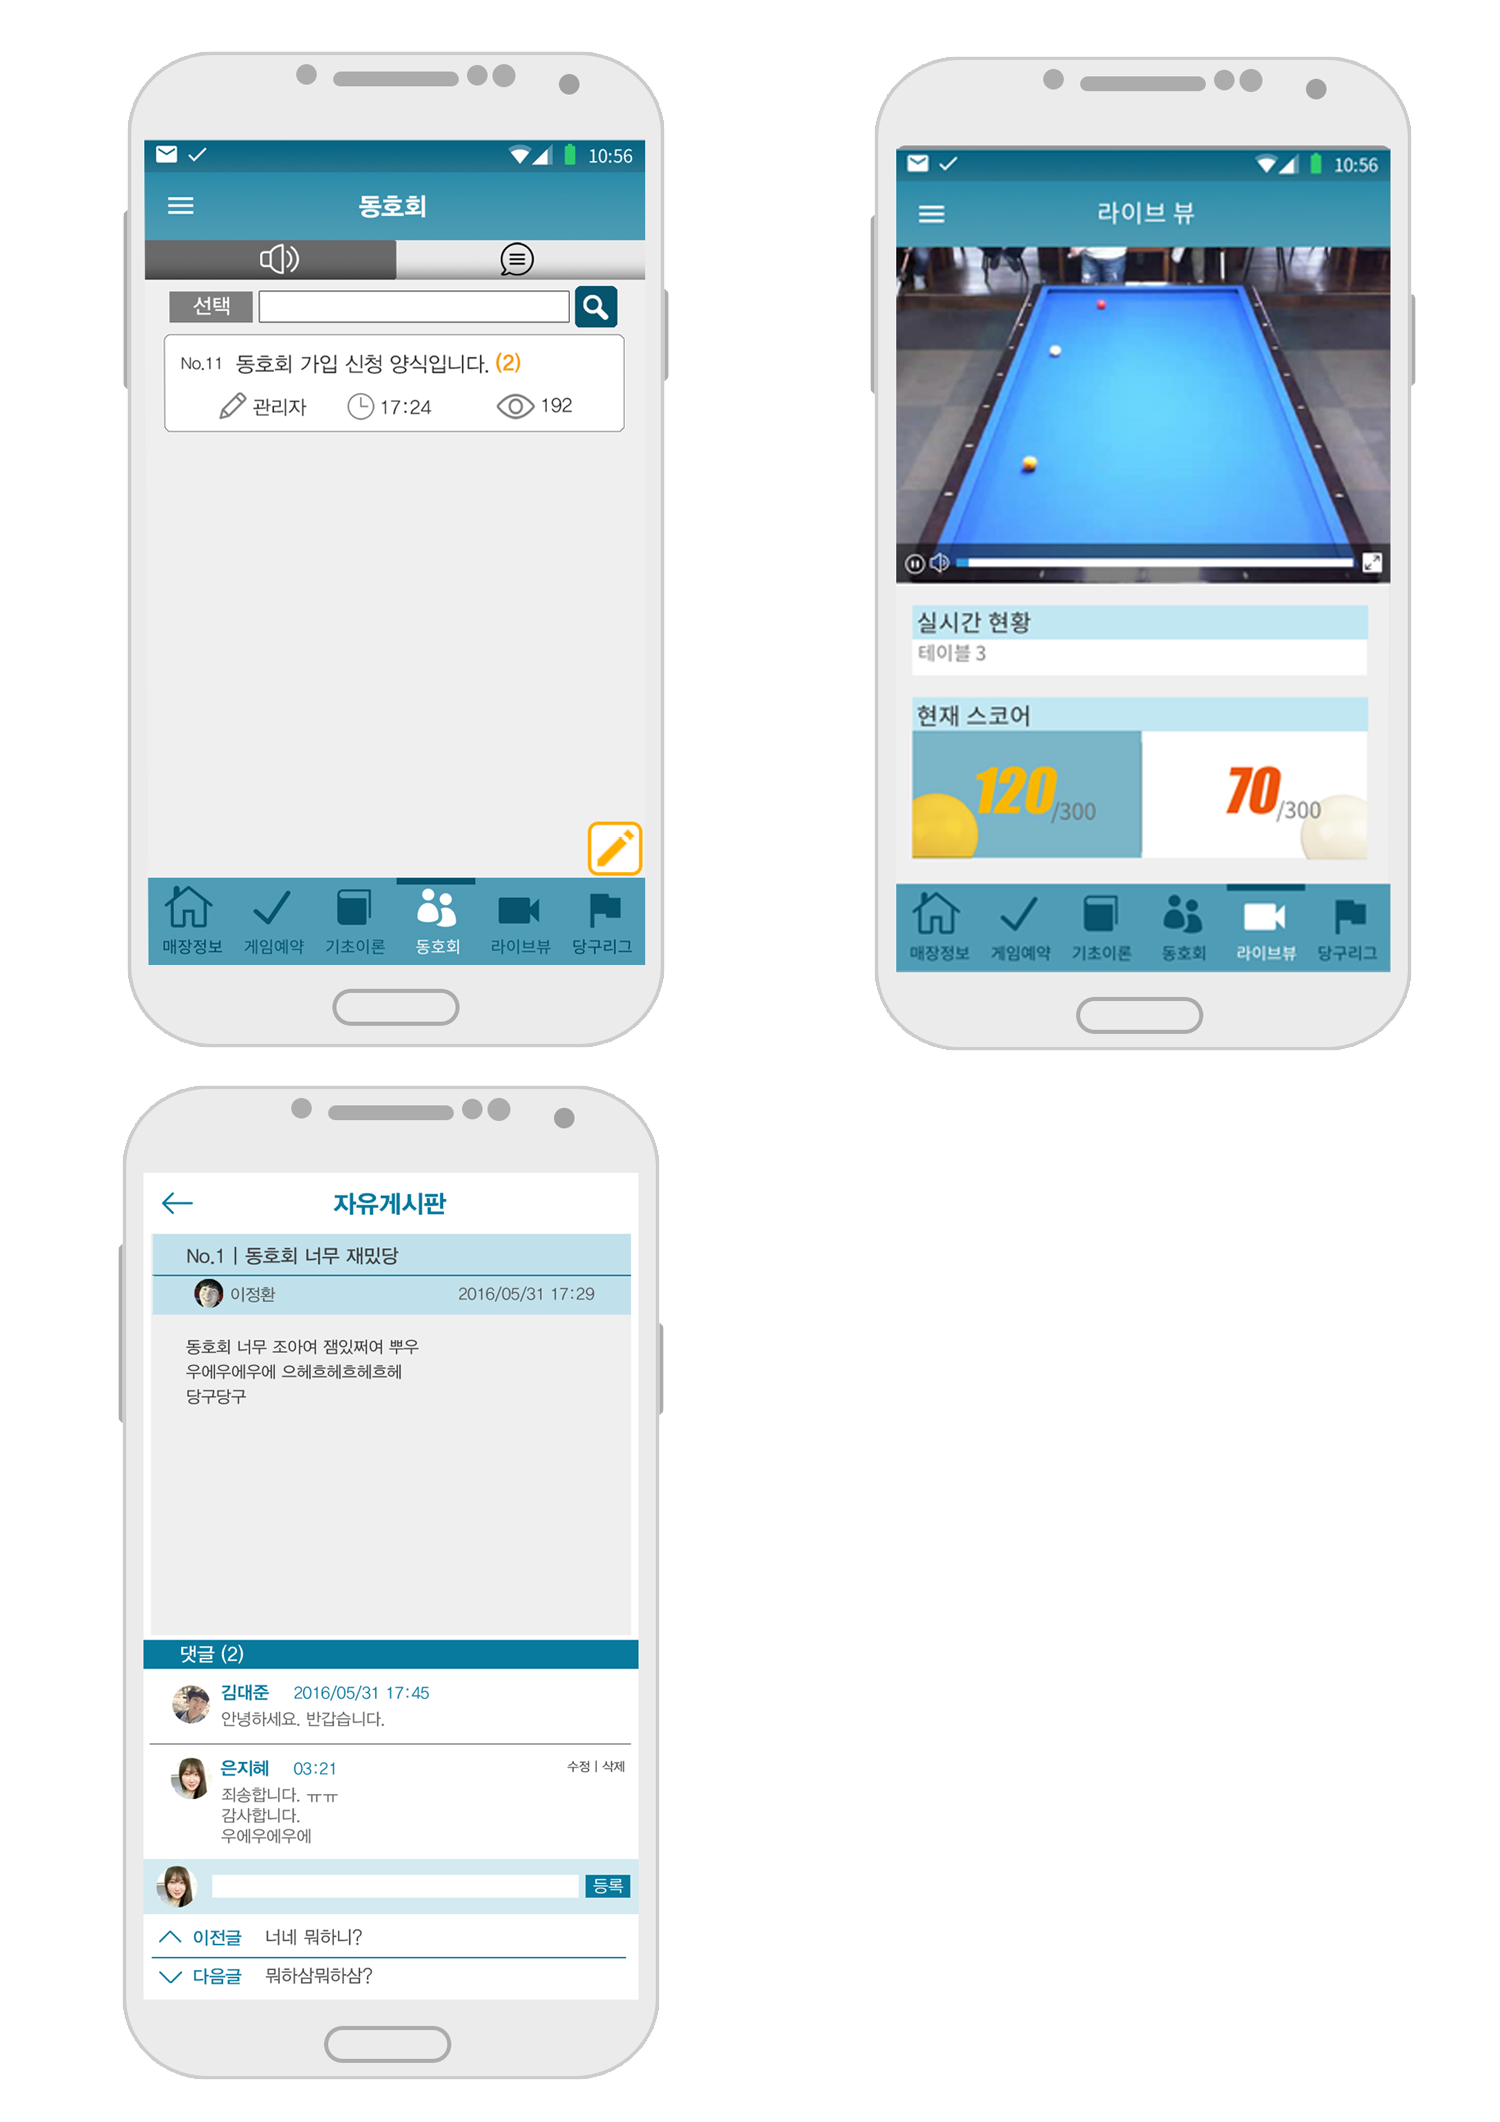 10:56
동호회
선택
No.11 동호회 가입 신청 양식입니다. (2)
관리자 17:24 192
매장정보 게임예약 기초이론 동호회 라이브뷰 당구리그
10:56
라이브 뷰
실시간 현황
테이블 3
현재 스코어
120/300 70/300
매장정보 게임예약 기초이론 동호회 라이브뷰 당구리그
자유게시판
No.1 | 동호회 너무 재밌당
이정환 2016/05/31 17:29
동호회 너무 조아여 잼있쩌여 뿌우
우에우에우에 으헤흐헤흐헤흐헤
당구당구
댓글 (2)
김대준 2016/05/31 17:45
안녕하세요. 반갑습니다.
은지혜 03:21 수정 | 삭제
죄송합니다. ㅠㅠ
감사합니다.
우에우에우에
등록
이전글 너네 뭐하니?
다음글 뭐하삼뭐하삼?